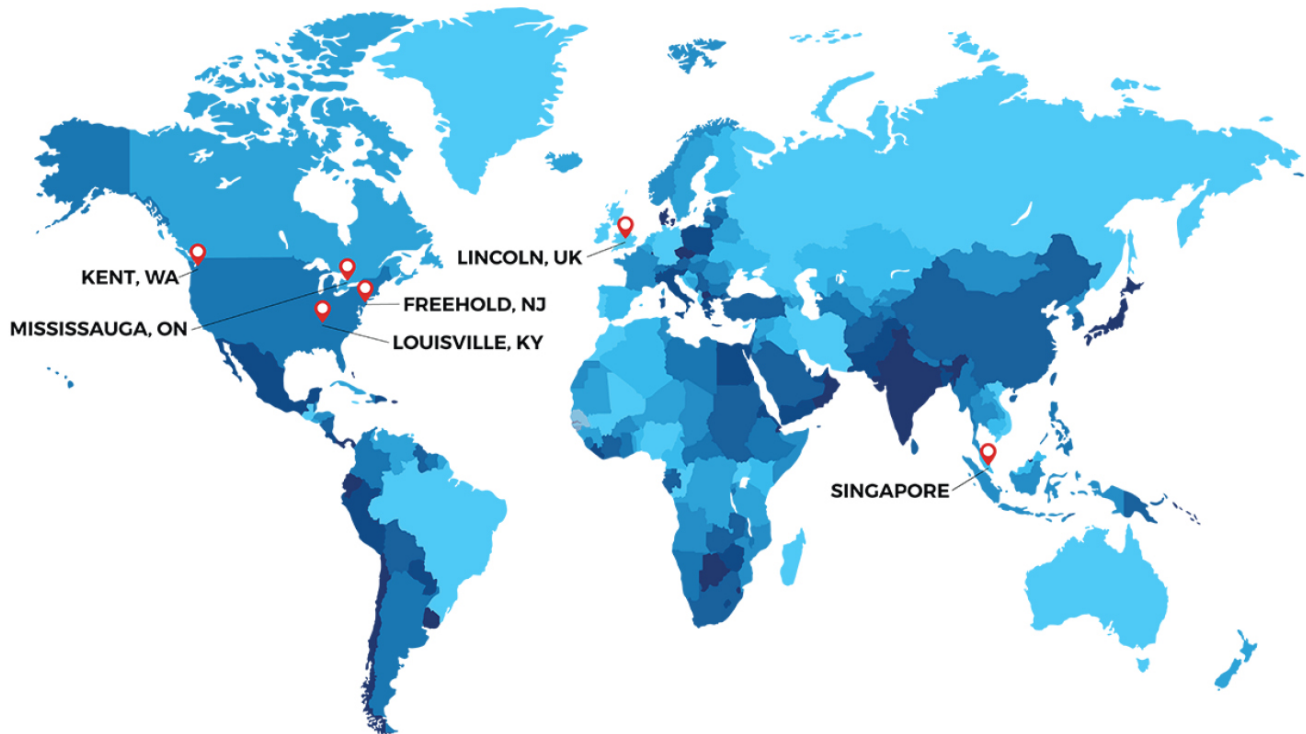 LINCOLN, UK
KENT, WA
FREEHOLD, NJ
MISSISSAUGA, ON
LOUISVILLE, KY
SINGAPORE